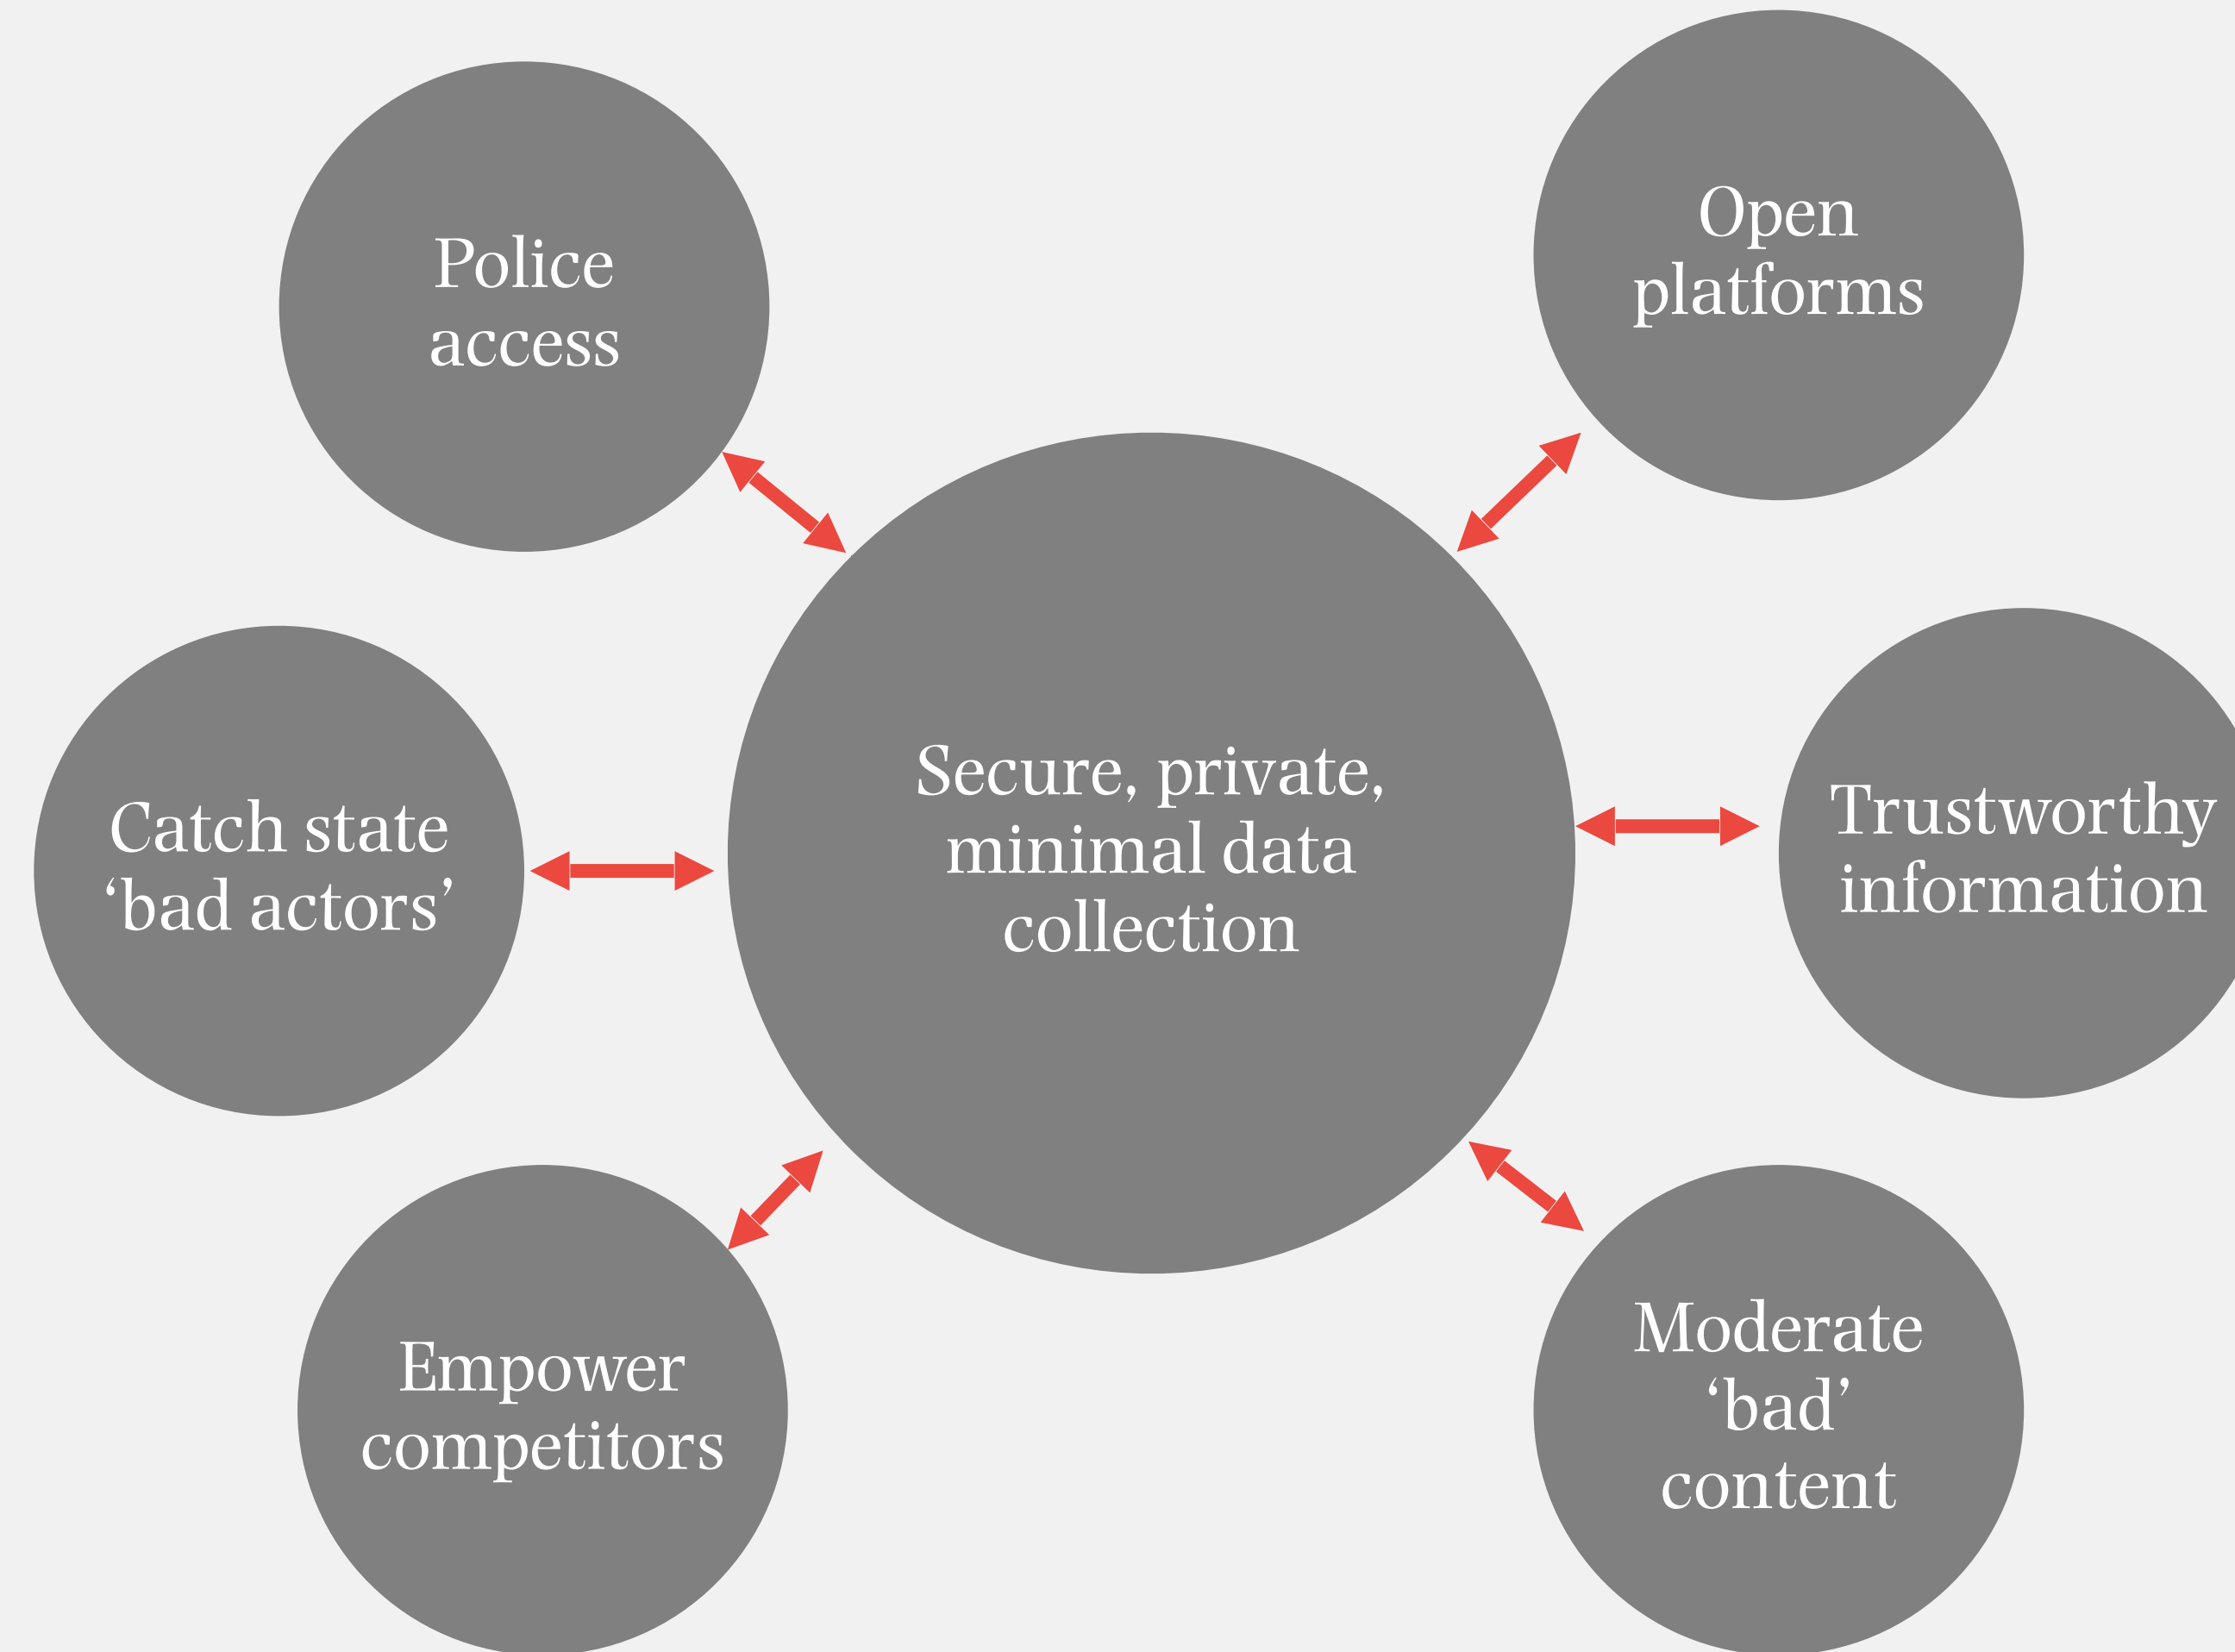 Police
access
Open
platforms
Secure, private,
minimal data
collection
Catch state
‘bad actors’
Trustworthy
information
Empower
competitors
Moderate
‘bad’
content